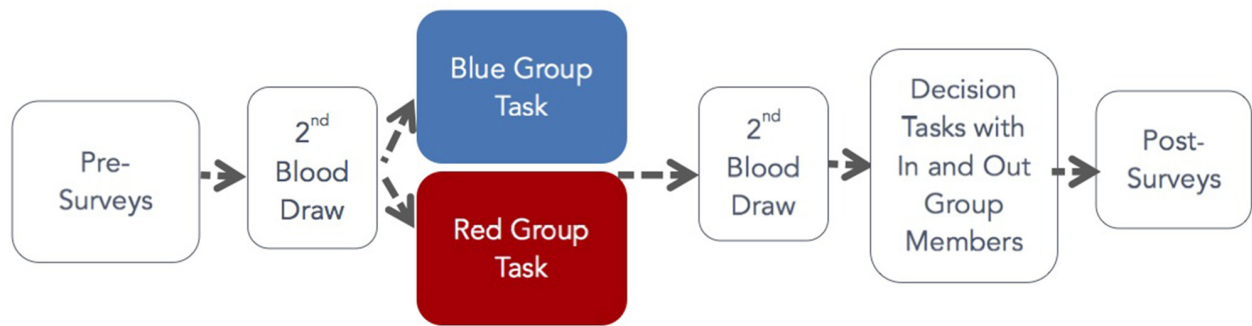 Pre-
Surveys
2nd
Blood
Draw
Blue Group
Task
Red Group
Task
2nd
Blood
Draw
Decision
Tasks with
In and Out
Group
Members
Post-
Surveys